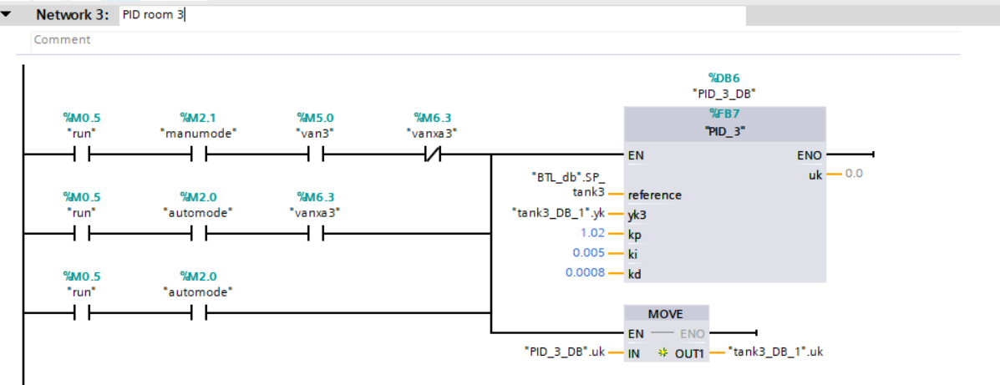 Network 3: PID room 3
Comment
%DB6
"PID_3_DB"
%M0.5 %M2.1 %M5.0 %M6.3 %FB7
"run" "manumode" "van3" "vanxa3" "PID_3"
EN ENO
"BTL_db".SP_ uk 0.0
tank3 reference
%M0.5 %M2.0 %M6.3
"run" "automode" "vanxa3" "tank3_DB_1".yk yk3
1.02 kp
0.005 ki
%M0.5 %M2.0 0.0008 kd
"run" "automode"
MOVE
EN ENO
"PID_3_DB".uk IN OUT1 "tank3_DB_1".uk